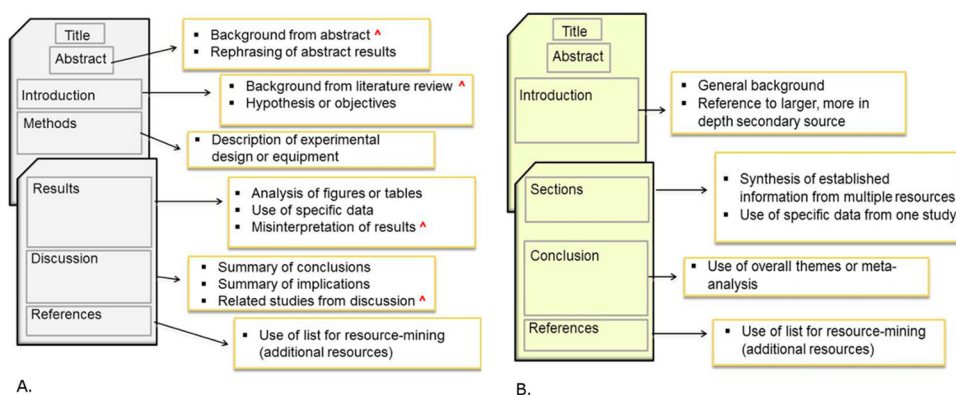 Title
Abstract
▪ Background from abstract ^
▪ Rephrasing of abstract results
Introduction
▪ Background from literature review ^
▪ Hypothesis or objectives
Methods
▪ Description of experimental
design or equipment
Results
▪ Analysis of figures or tables
▪ Use of specific data
▪ Misinterpretation of results ^
Discussion
▪ Summary of conclusions
▪ Summary of implications
▪ Related studies from discussion ^
References
▪ Use of list for resource-mining
(additional resources)
A.
Title
Abstract
Introduction
▪ General background
▪ Reference to larger, more in
depth secondary source
Sections
▪ Synthesis of established
information from multiple resources
▪ Use of specific data from one study
Conclusion
▪ Use of overall themes or meta-
analysis
References
▪ Use of list for resource-mining
(additional resources)
B.